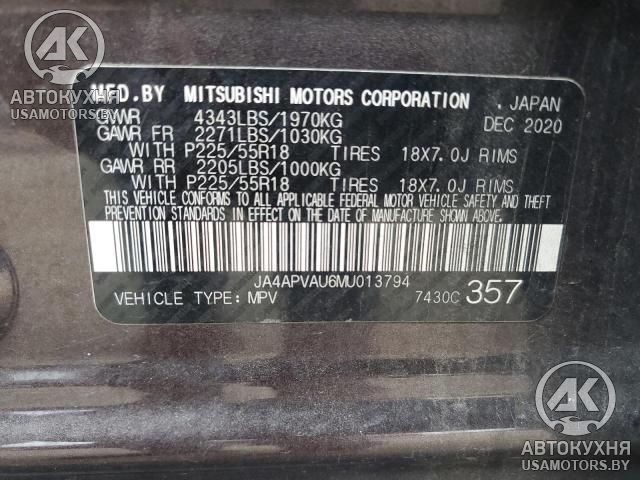 AK
АВТОКУХНЯ
USAMOTORS.BY
MFD.BY MITSUBISHI MOTORS CORPORATION . JAPAN
GVWR 4343LBS/1970KG DEC 2020
GAWR FR 2271LBS/1030KG
WITH P225/55R18 TIRES 18X7.0J RIMS
GAWR RR 2205LBS/1000KG
WITH P225/55R18 TIRES 18X7.0J RIMS
THIS VEHICLE CONFORMS TO ALL APPLICABLE FEDERAL MOTOR VEHICLE SAFETY AND THEFT
PREVENTION STANDARDS IN EFFECT ON THE DATE OF MANUFACTURE SHOWN ABOVE.
JA4APVAU6MU013794
VEHICLE TYPE: MPV 7430C 357
AK
АВТОКУХНЯ
USAMOTORS.BY